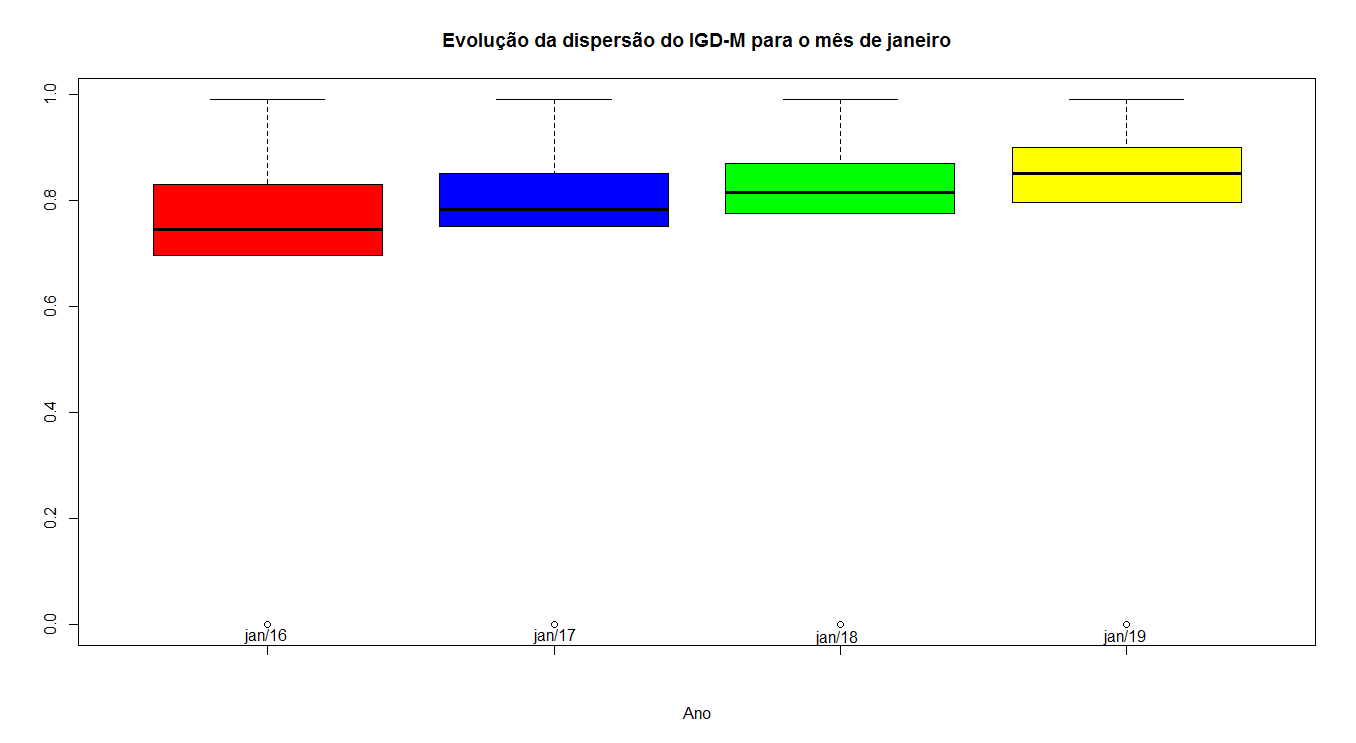 Evolução da dispersão do IGD-M para o mês de janeiro
1.0
0.8
0.6
0.4
0.2
0.0
jan/16
jan/17
jan/18
jan/19
Ano